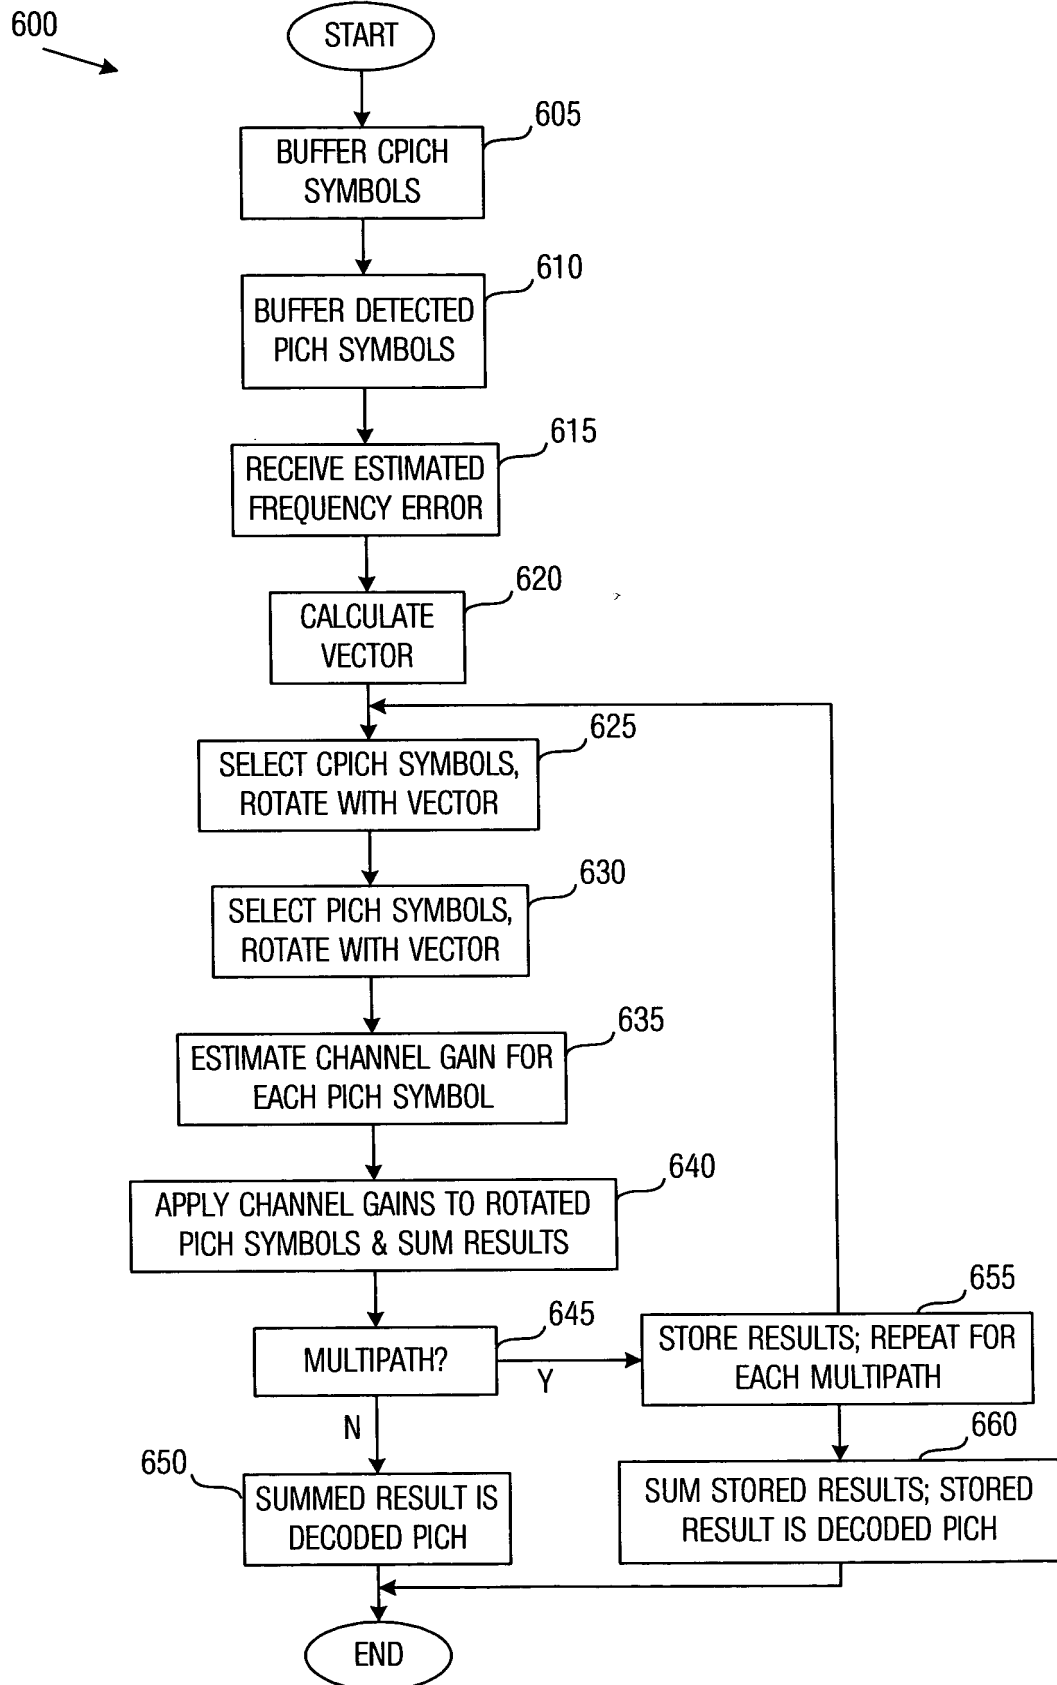 600
START
605
BUFFER CPICH
SYMBOLS
610
BUFFER DETECTED
PICH SYMBOLS
615
RECEIVE ESTIMATED
FREQUENCY ERROR
620
CALCULATE
VECTOR
625
SELECT CPICH SYMBOLS,
ROTATE WITH VECTOR
630
SELECT PICH SYMBOLS,
ROTATE WITH VECTOR
635
ESTIMATE CHANNEL GAIN FOR
EACH PICH SYMBOL
640
APPLY CHANNEL GAINS TO ROTATED
PICH SYMBOLS & SUM RESULTS
645
MULTIPATH?
Y
N
655
STORE RESULTS; REPEAT FOR
EACH MULTIPATH
650
SUMMED RESULT IS
DECODED PICH
660
SUM STORED RESULTS; STORED
RESULT IS DECODED PICH
END